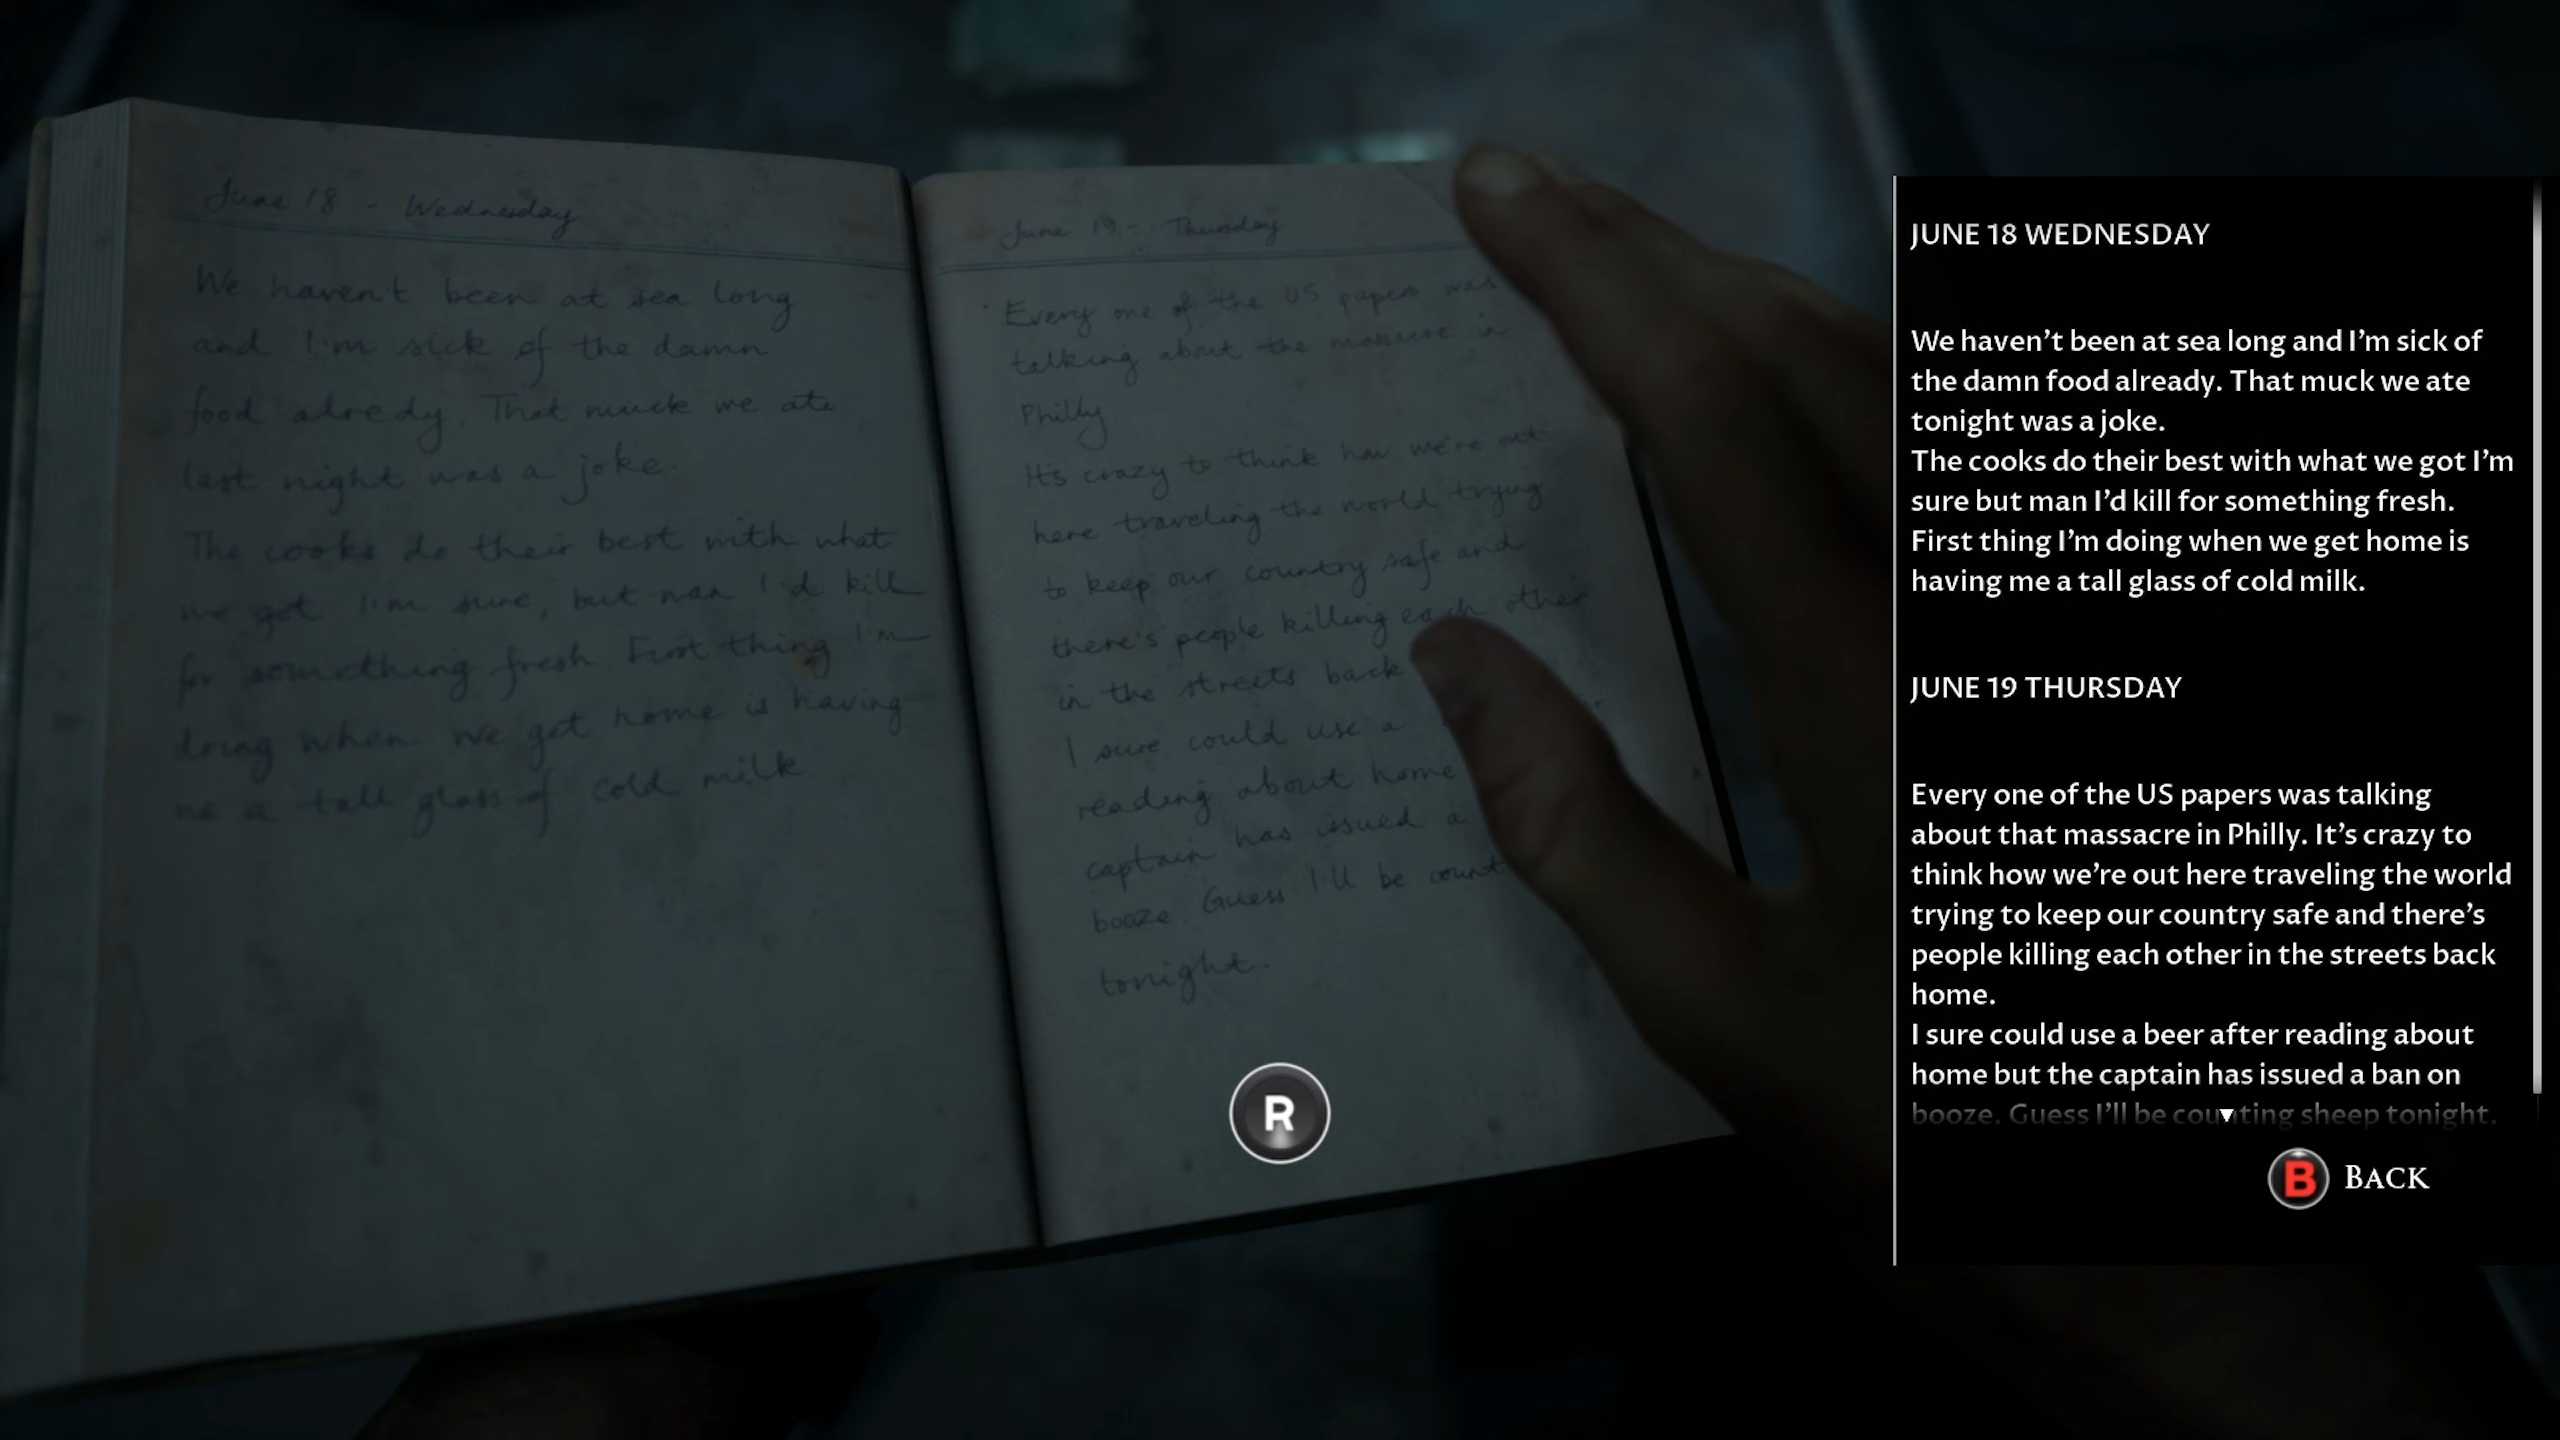 June 18 - Wednesday
We haven't been at sea long
and I'm sick of the damn
food alredy. That muck we ate
last night was a joke.
The cooks do their best with what
we got I'm sure, but man I'd kill
for something fresh. First thing I'm
doing when we get home is having
me a tall glass of cold milk.
June 19 - Thursday
Every one of the US papers was
talking about the massacre in
Philly.
It's crazy to think how we're out
here traveling the world trying
to keep our country safe and
there's people killing each other
in the streets back
I sure could use a
reading about home
captain has issued a
booze. Guess I'll be count
tonight.
R
JUNE 18 WEDNESDAY
We haven’t been at sea long and I’m sick of
the damn food already. That muck we ate
tonight was a joke.
The cooks do their best with what we got I’m
sure but man I’d kill for something fresh.
First thing I’m doing when we get home is
having me a tall glass of cold milk.
JUNE 19 THURSDAY
Every one of the US papers was talking
about that massacre in Philly. It’s crazy to
think how we’re out here traveling the world
trying to keep our country safe and there’s
people killing each other in the streets back
home.
I sure could use a beer after reading about
home but the captain has issued a ban on
booze. Guess I’ll be counting sheep tonight.
B BACK